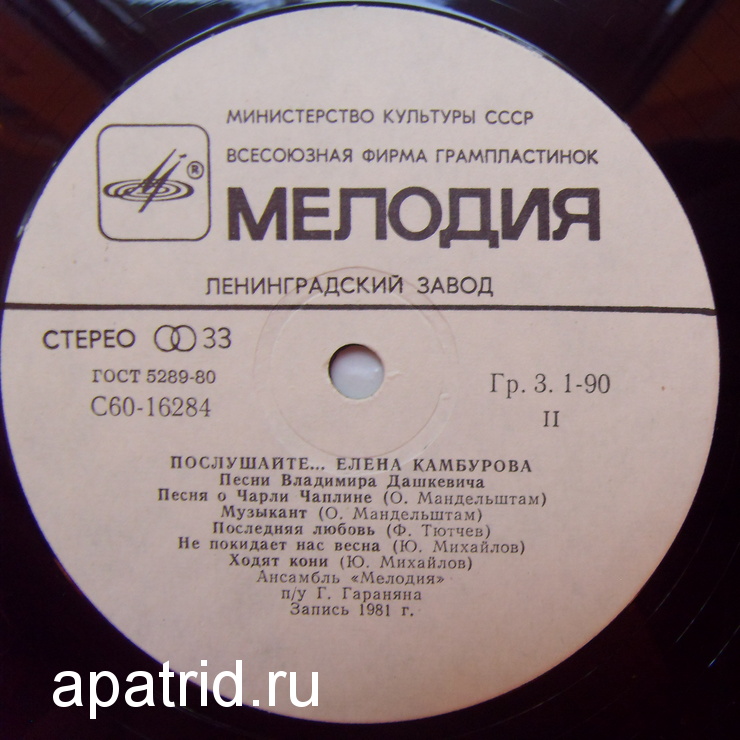 МИНИСТЕРСТВО КУЛЬТУРЫ СССР
ВСЕСОЮЗНАЯ ФИРМА ГРАМПЛАСТИНОК
®
МЕЛОДИЯ
ЛЕНИНГРАДСКИЙ ЗАВОД
СТЕРЕО 33
ГОСТ 5289-80
С60-16284
Гр. 3. 1-90
II
ПОСЛУШАЙТЕ... ЕЛЕНА КАМБУРОВА
Песни Владимира Дашкевича
Песня о Чарли Чаплине (О. Мандельштам)
Музыкант (О. Мандельштам)
Последняя любовь (Ф. Тютчев)
Не покидает нас весна (Ю. Михайлов)
Ходят кони (Ю. Михайлов)
Ансамбль «Мелодия»
п/у Г. Гараняна
Запись 1981 г.
apatrid.ru